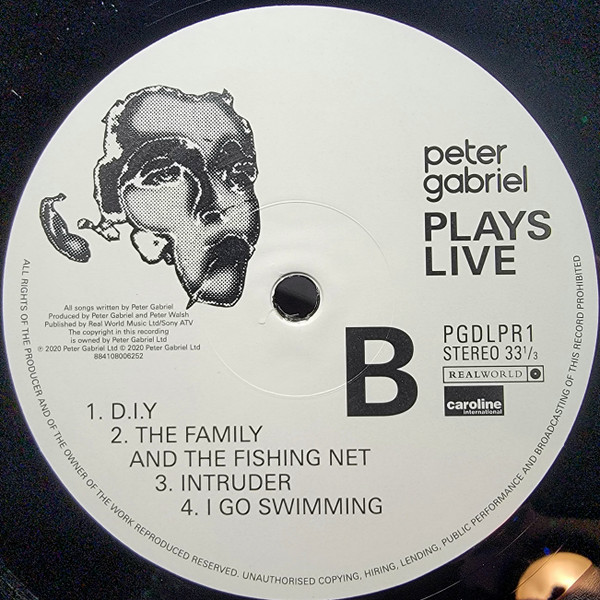 peter
gabriel
PLAYS
LIVE
All songs written by Peter Gabriel
Produced by Peter Gabriel and Peter Walsh
Published by Real World Music Ltd/Sony ATV
The copyright in this recording
is owned by Peter Gabriel Ltd
℗ 2020 Peter Gabriel Ltd © 2020 Peter Gabriel Ltd
884108006252
B
PGDLPR1
STEREO 33 1/3
REALWORLD
caroline
international
1. D.I.Y
2. THE FAMILY
AND THE FISHING NET
3. INTRUDER
4. I GO SWIMMING
ALL RIGHTS OF THE PRODUCER AND OF THE OWNER OF THE WORK REPRODUCED RESERVED. UNAUTHORISED COPYING, HIRING, LENDING, PUBLIC PERFORMANCE AND BROADCASTING OF THIS RECORD PROHIBITED